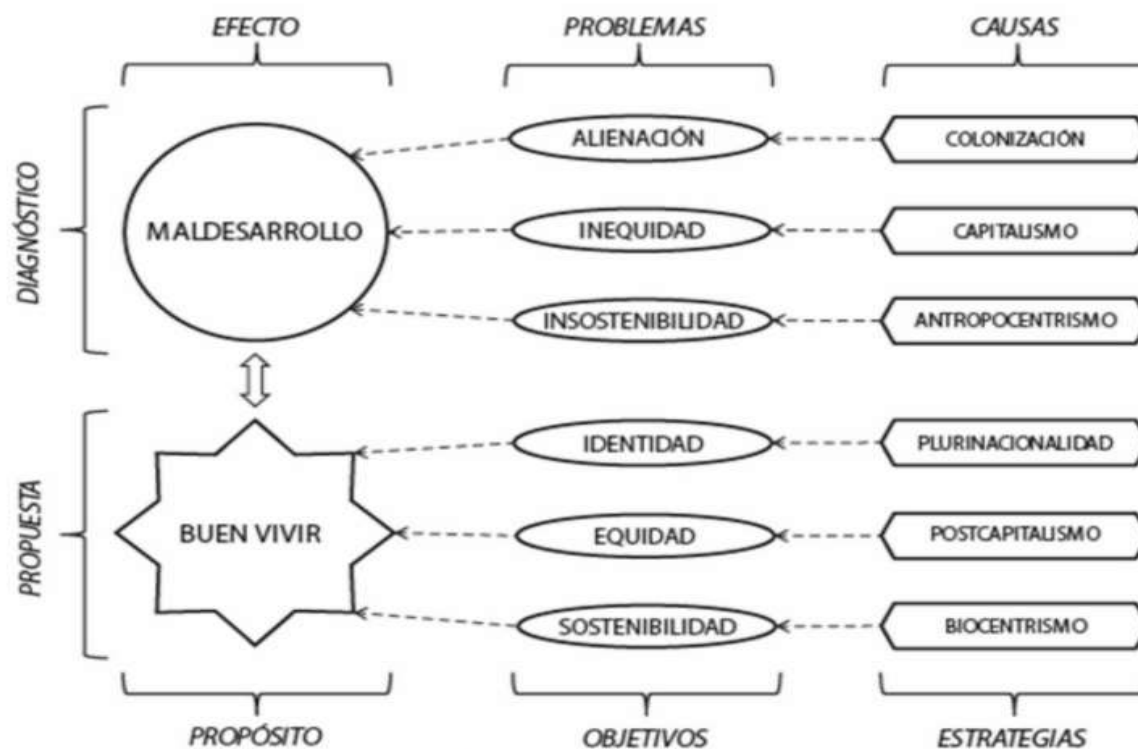 EFECTO
PROBLEMAS
CAUSAS
DIAGNÓSTICO
MALDESARROLLO
ALIENACIÓN
COLONIZACIÓN
INEQUIDAD
CAPITALISMO
INSOSTENIBILIDAD
ANTROPOCENTRISMO
PROPUESTA
BUEN VIVIR
IDENTIDAD
PLURINACIONALIDAD
EQUIDAD
POSTCAPITALISMO
SOSTENIBILIDAD
BIOCENTRISMO
PROPÓSITO
OBJETIVOS
ESTRATEGIAS